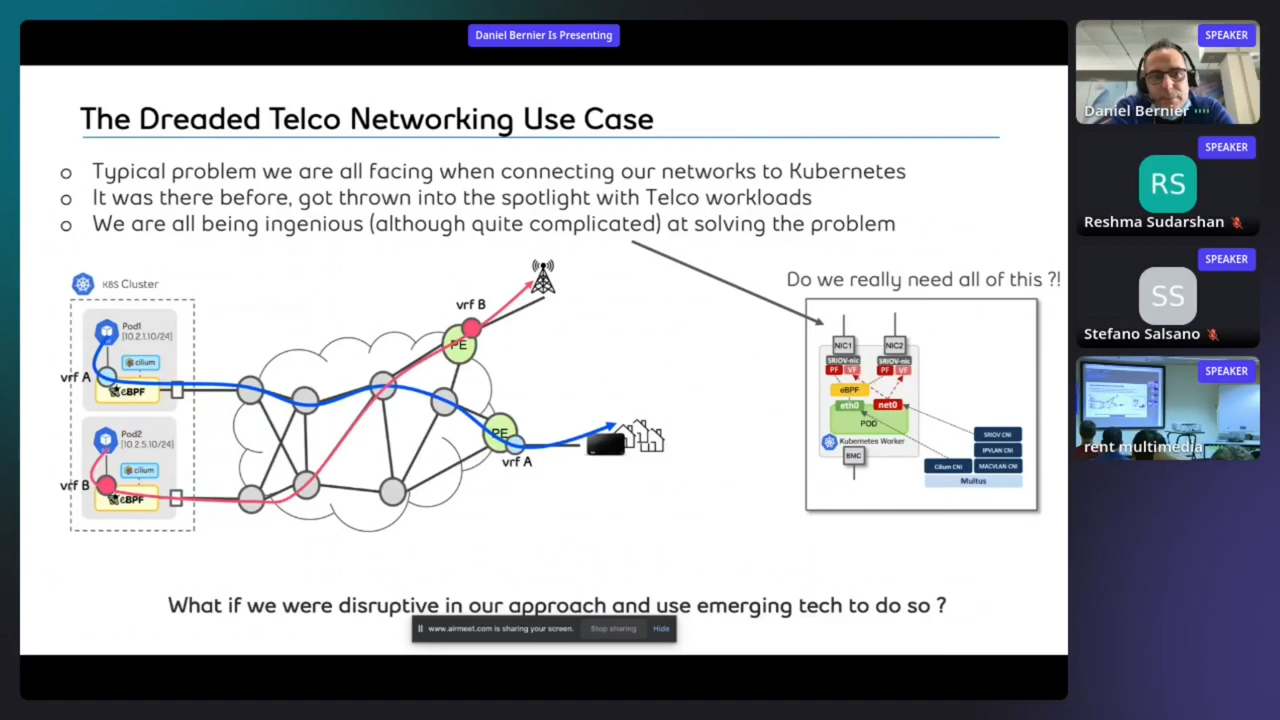 Daniel Bernier Is Presenting
The Dreaded Telco Networking Use Case
Typical problem we are all facing when connecting our networks to Kubernetes
It was there before, got thrown into the spotlight with Telco workloads
We are all being ingenious (although quite complicated) at solving the problem
K8S Cluster
Pod1
(10.2.1.10/24)
cilium
vrf A
eBPF
Pod2
(10.2.5.10/24)
cilium
vrf B
eBPF
vrf B
PE
PE
vrf A
Do we really need all of this ?!
NIC1
NIC2
SRIOV-nic
SRIOV-nic
PF VF
PF VF
eBPF
eth0
net0
POD
Kubernetes Worker
BMC
SRIOV CNI
IPVLAN CNI
Cilium CNI
MACVLAN CNI
Multus
What if we were disruptive in our approach and use emerging tech to do so ?
www.airmeet.com is sharing your screen.
Stop sharing
Hide
SPEAKER
Daniel Bernier
SPEAKER
RS
Reshma Sudarshan
SPEAKER
SS
Stefano Salsano
SPEAKER
rent multimedia